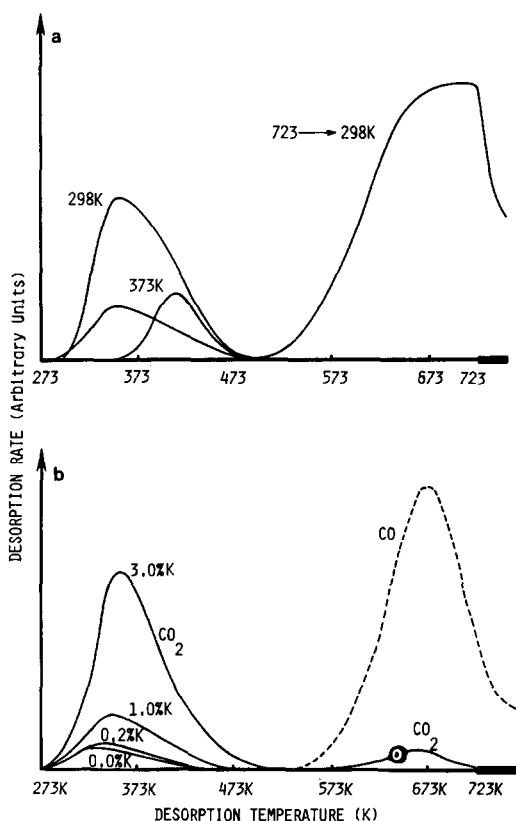 a
723 → 298K
298K
373K
273 373 473 573 673 723
DESORPTION RATE (Arbitrary Units)
b
3,0%K
CO2
1,0%K
0,2%K
0,0%K
CO
CO2
273K 373K 473K 573K 673K 723K
DESORPTION TEMPERATURE (K)